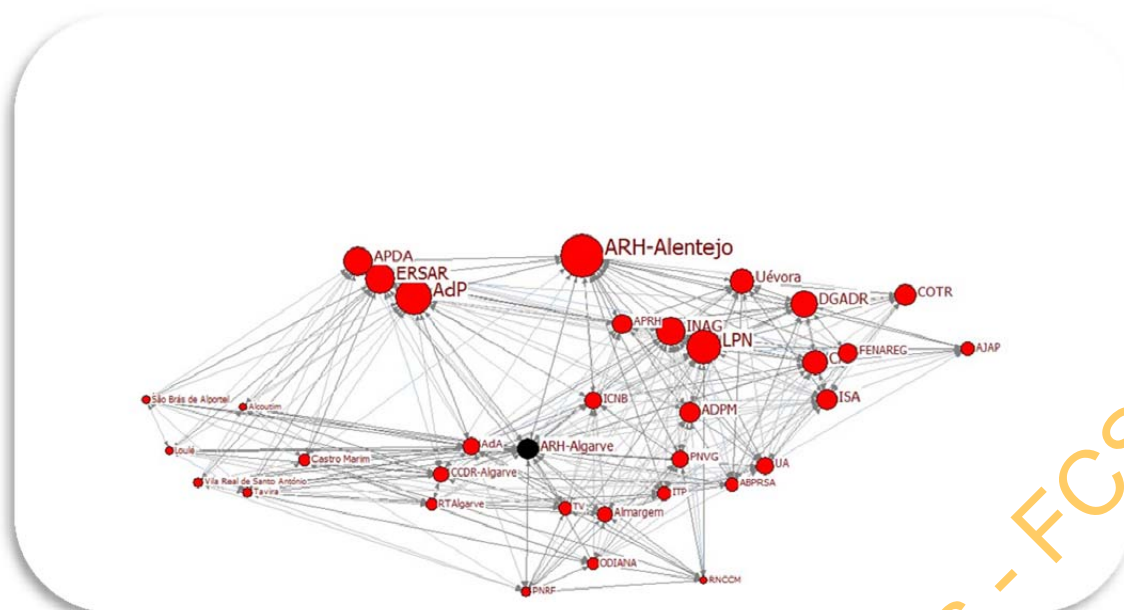 ARH-Alentejo
APDA
ERSAR
AdP
Uévora
DGADR
COTR
APRH
INAG
LPN
FENAREG
AJAP
ISA
São Brás de Alportel
Alcoutim
ICNB
ADPM
Loulé
AdA
ARH-Algarve
Castro Marim
CCDR-Algarve
PNVG
UA
Vila Real de Santo António
Tavira
ABPRSA
ITP
RTAlgarve
TV
Almargem
ODIANA
RNCCM
PNRF
- FCS